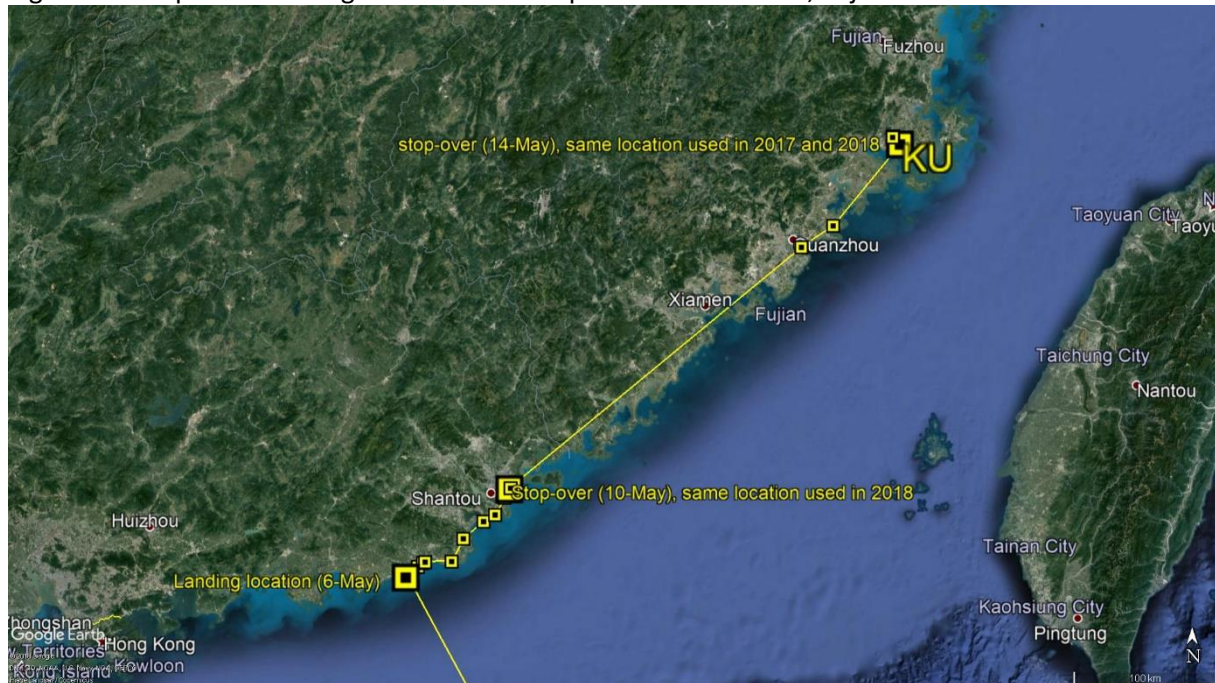 Fujian
Fuzhou
stop-over (14-May), same location used in 2017 and 2018
KU
Taoyuan City
Quanzhou
Xiamen
Fujian
Taichung City
Nantou
Shantou
Stop-over (10-May), same location used in 2018
Huizhou
Tainan City
Landing location (6-May)
Kaohsiung City
Pingtung
Google Earth
Hong Kong
Kowloon
N
100 km